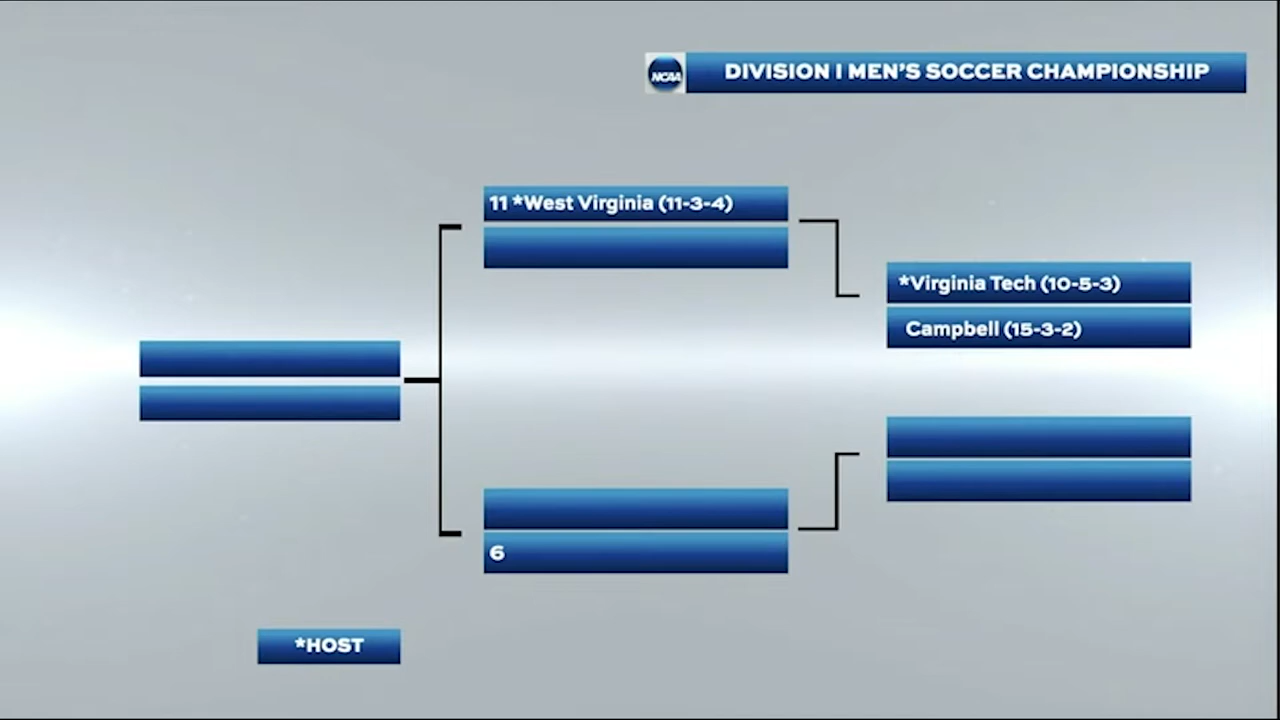 NCAA
DIVISION I MEN'S SOCCER CHAMPIONSHIP
11 *West Virginia (11-3-4)
*Virginia Tech (10-5-3)
Campbell (15-3-2)
6
*HOST